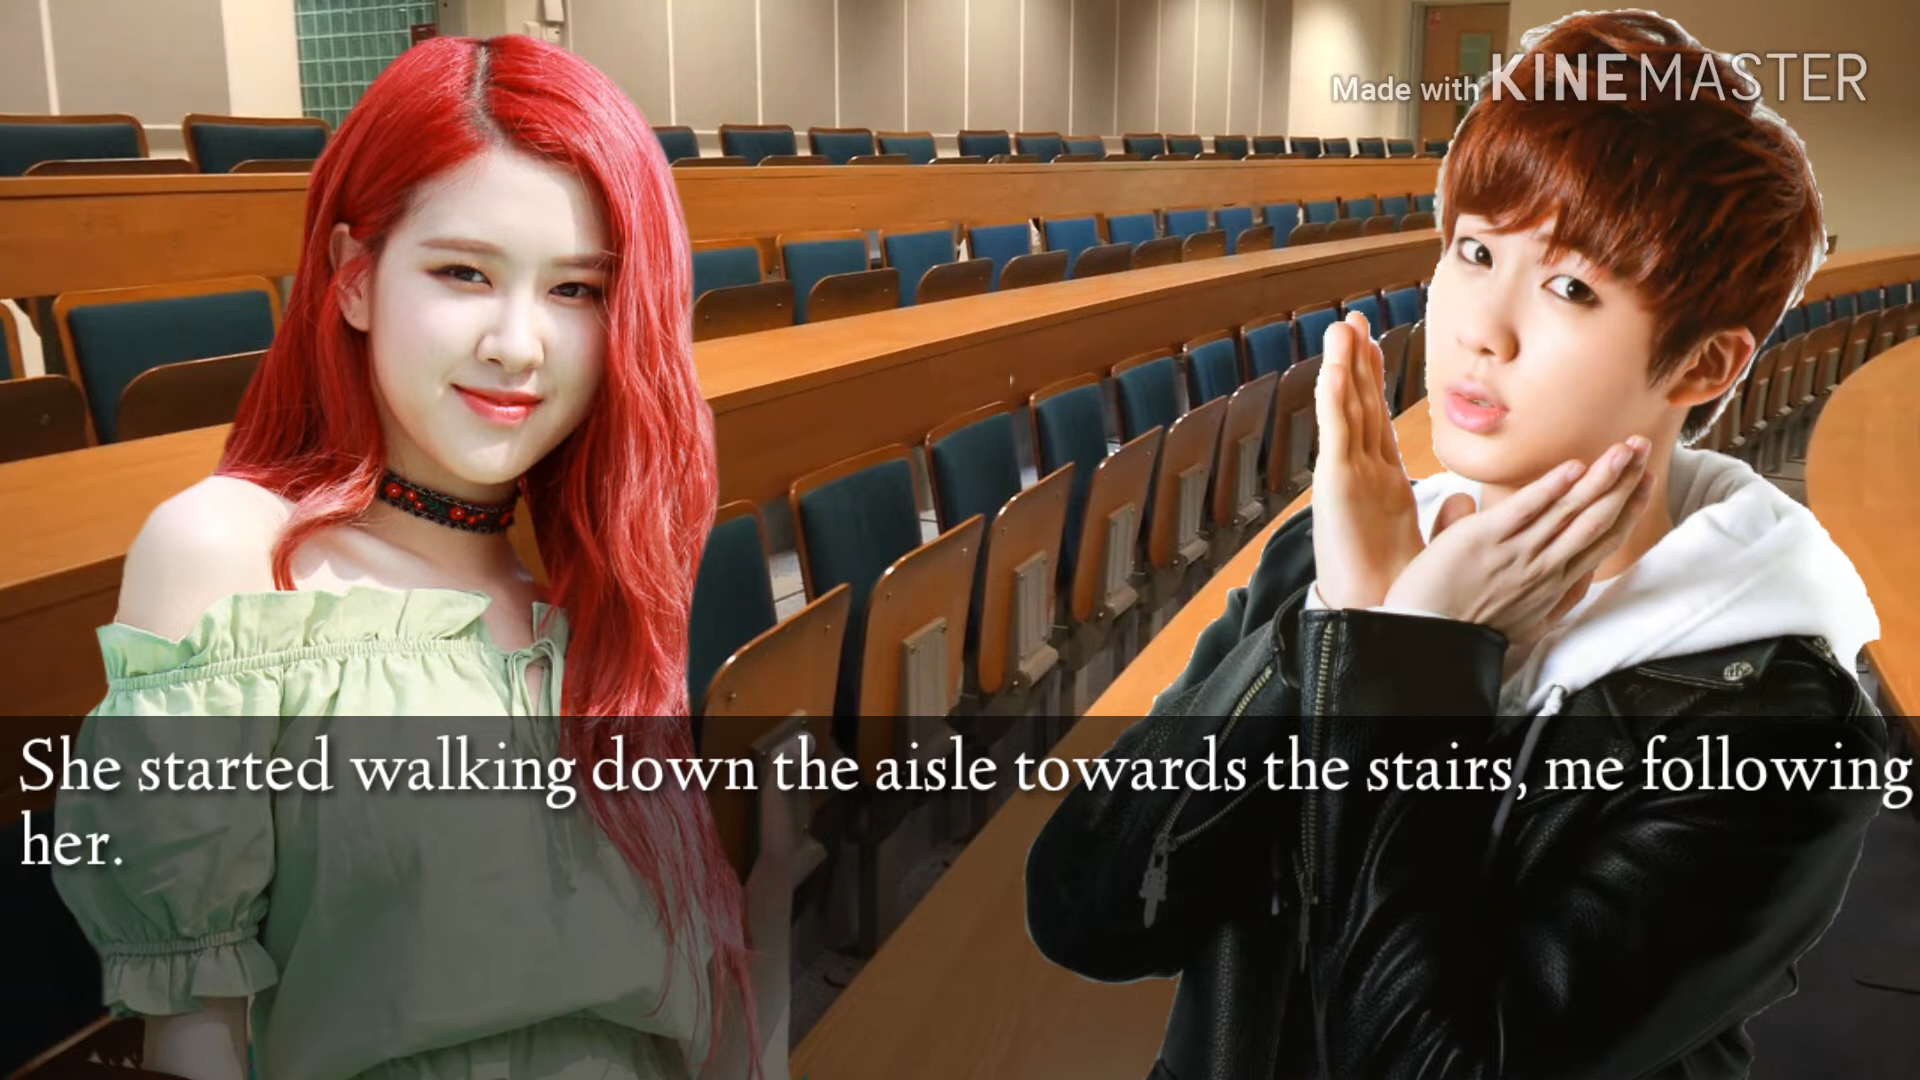 Made with KINEMASTER
She started walking down the aisle towards the stairs, me following
her.